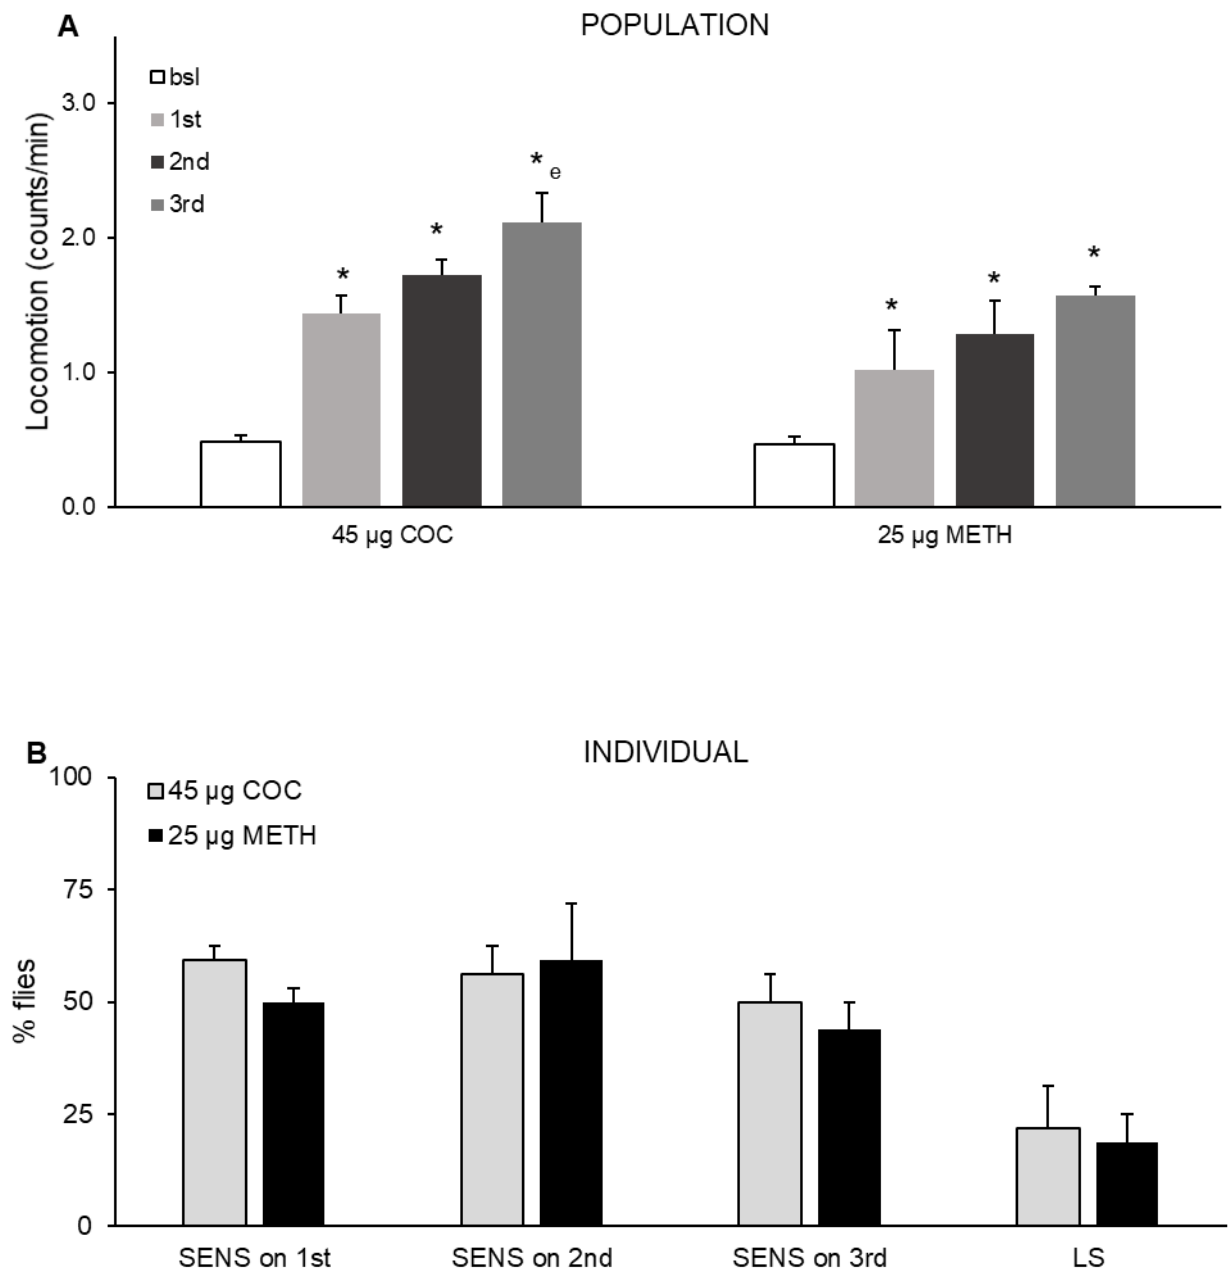 A
POPULATION
Locomotion (counts/min)
3.0
2.0
1.0
0.0
bsl
1st
2nd
3rd
*
*
* e
*
*
*
45 µg COC
25 µg METH
B
INDIVIDUAL
% flies
100
75
50
25
0
45 µg COC
25 µg METH
SENS on 1st
SENS on 2nd
SENS on 3rd
LS